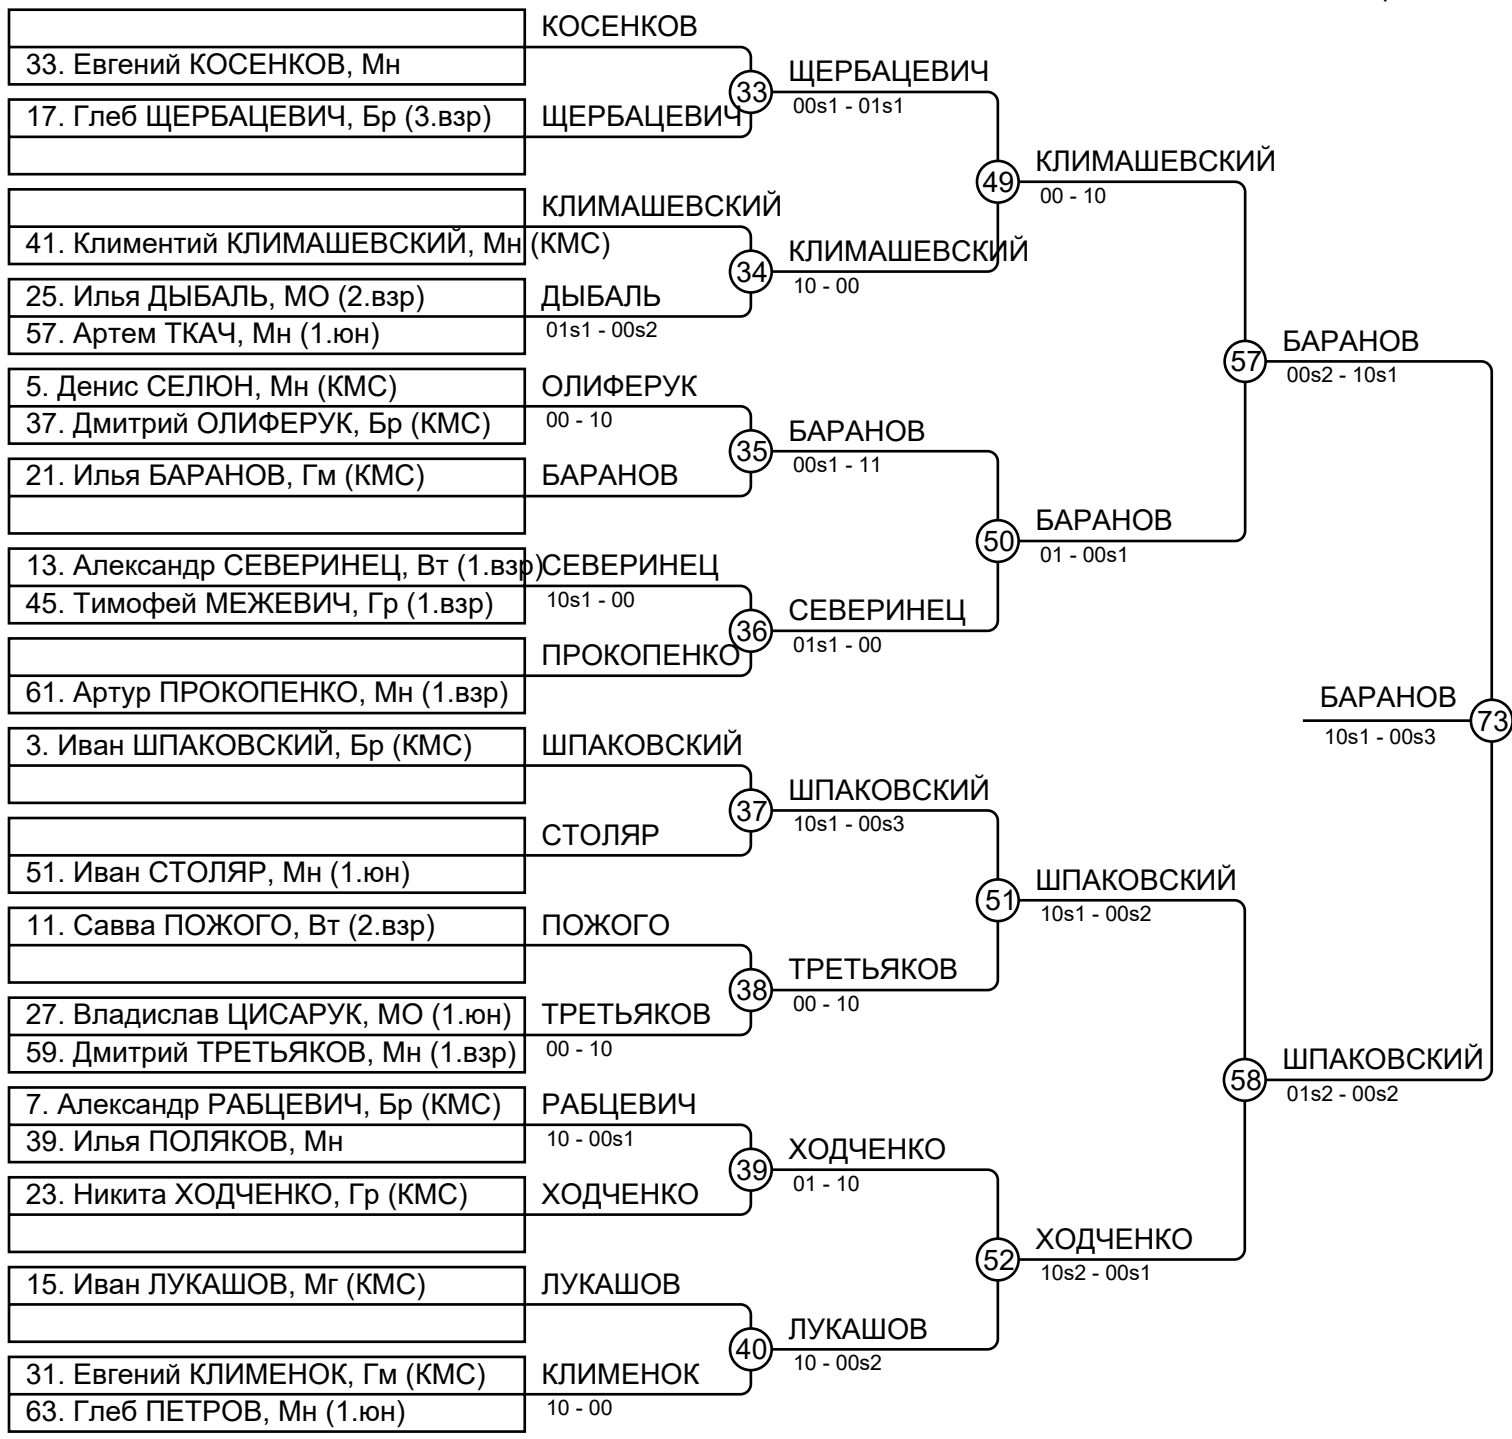 КОСЕНКОВ
33. Евгений КОСЕНКОВ, Мн
33
ЩЕРБАЦЕВИЧ
00s1 - 01s1
17. Глеб ЩЕРБАЦЕВИЧ, Бр (3.взр)
ЩЕРБАЦЕВИЧ
49
КЛИМАШЕВСКИЙ
00 - 10
КЛИМАШЕВСКИЙ
41. Климентий КЛИМАШЕВСКИЙ, Мн (КМС)
34
КЛИМАШЕВСКИЙ
10 - 00
25. Илья ДЫБАЛЬ, МО (2.взр)
ДЫБАЛЬ
57. Артем ТКАЧ, Мн (1.юн)
01s1 - 00s2
57
БАРАНОВ
00s2 - 10s1
5. Денис СЕЛЮН, Мн (КМС)
ОЛИФЕРУК
37. Дмитрий ОЛИФЕРУК, Бр (КМС)
00 - 10
35
БАРАНОВ
00s1 - 11
21. Илья БАРАНОВ, Гм (КМС)
БАРАНОВ
50
БАРАНОВ
01 - 00s1
13. Александр СЕВЕРИНЕЦ, Вт (1.взр)
СЕВЕРИНЕЦ
45. Тимофей МЕЖЕВИЧ, Гр (1.взр)
10s1 - 00
36
СЕВЕРИНЕЦ
01s1 - 00
ПРОКОПЕНКО
61. Артур ПРОКОПЕНКО, Мн (1.взр)
БАРАНОВ
73
10s1 - 00s3
3. Иван ШПАКОВСКИЙ, Бр (КМС)
ШПАКОВСКИЙ
37
ШПАКОВСКИЙ
10s1 - 00s3
СТОЛЯР
51. Иван СТОЛЯР, Мн (1.юн)
51
ШПАКОВСКИЙ
10s1 - 00s2
11. Савва ПОЖОГО, Вт (2.взр)
ПОЖОГО
38
ТРЕТЬЯКОВ
00 - 10
27. Владислав ЦИСАРУК, МО (1.юн)
ТРЕТЬЯКОВ
59. Дмитрий ТРЕТЬЯКОВ, Мн (1.взр)
00 - 10
58
ШПАКОВСКИЙ
01s2 - 00s2
7. Александр РАБЦЕВИЧ, Бр (КМС)
РАБЦЕВИЧ
39. Илья ПОЛЯКОВ, Мн
10 - 00s1
39
ХОДЧЕНКО
01 - 10
23. Никита ХОДЧЕНКО, Гр (КМС)
ХОДЧЕНКО
52
ХОДЧЕНКО
10s2 - 00s1
15. Иван ЛУКАШОВ, Мг (КМС)
ЛУКАШОВ
40
ЛУКАШОВ
10 - 00s2
31. Евгений КЛИМЕНОК, Гм (КМС)
КЛИМЕНОК
63. Глеб ПЕТРОВ, Мн (1.юн)
10 - 00